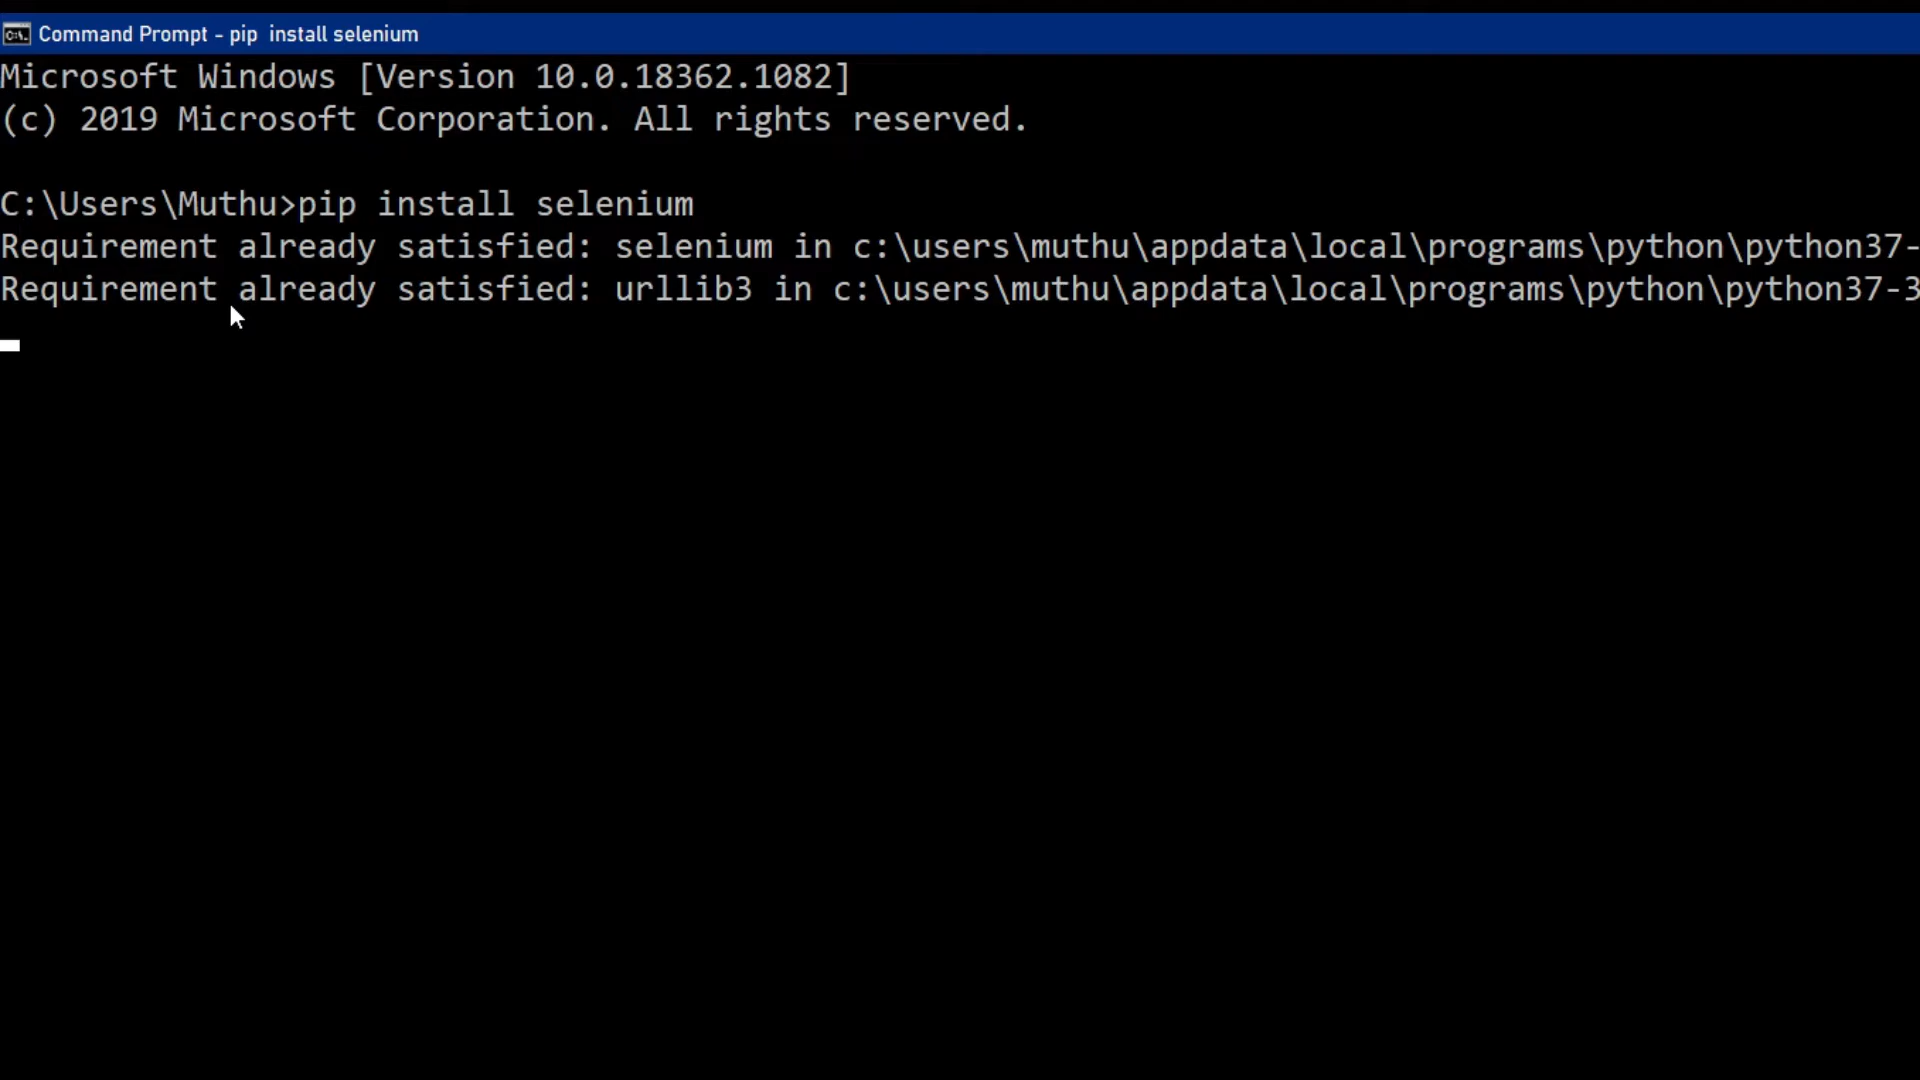 Command Prompt - pip  install selenium
Microsoft Windows [Version 10.0.18362.1082]
(c) 2019 Microsoft Corporation. All rights reserved.
C:\Users\Muthu>pip install selenium
Requirement already satisfied: selenium in c:\users\muthu\appdata\local\programs\python\python37-
Requirement already satisfied: urllib3 in c:\users\muthu\appdata\local\programs\python\python37-3